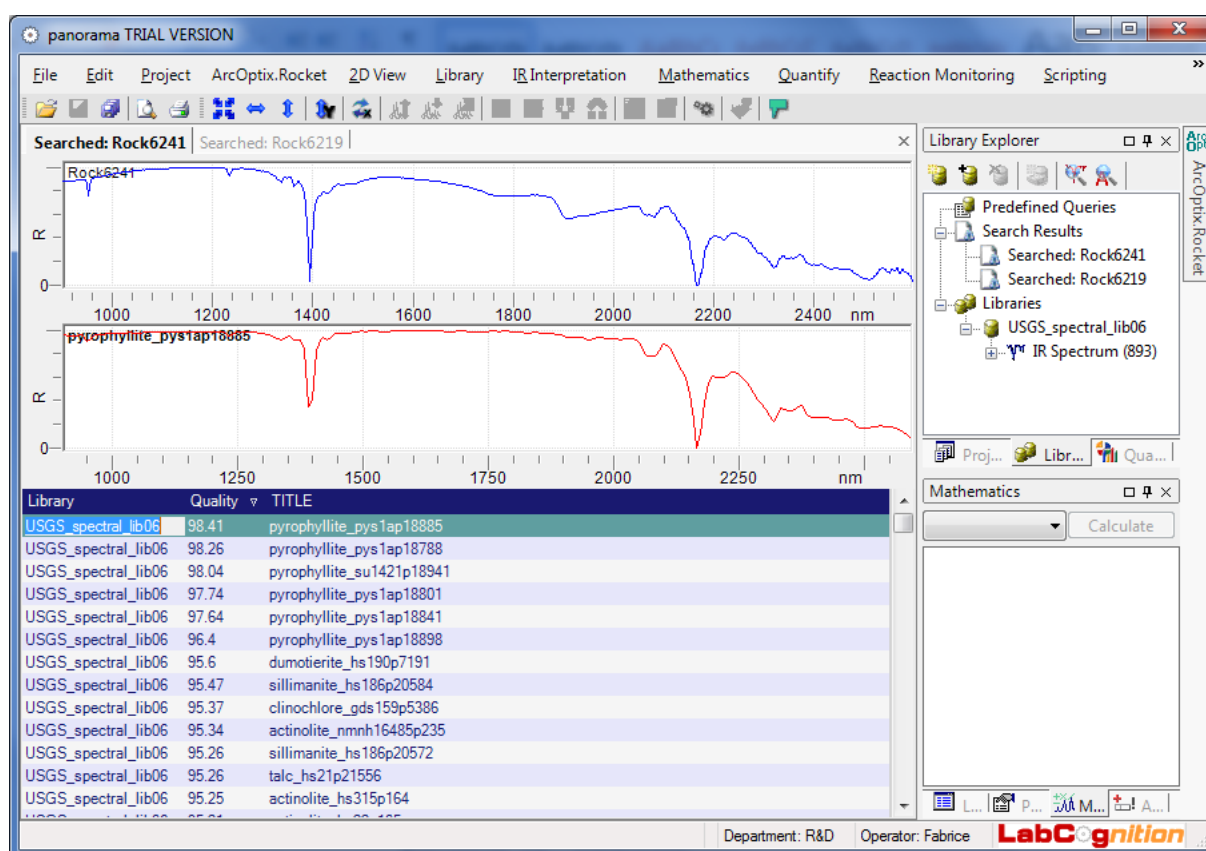 panorama TRIAL VERSION
File Edit Project ArcOptix.Rocket 2D View Library IR Interpretation Mathematics Quantify Reaction Monitoring Scripting »
Searched: Rock6241 Searched: Rock6219
Rock6241
R
0
1000 1200 1400 1600 1800 2000 2200 2400 nm
pyrophyllite_pys1ap18885
R
0
1000 1250 1500 1750 2000 2250 nm
Library Quality TITLE
USGS_spectral_lib06 98.41 pyrophyllite_pys1ap18885
USGS_spectral_lib06 98.26 pyrophyllite_pys1ap18788
USGS_spectral_lib06 98.04 pyrophyllite_su1421p18941
USGS_spectral_lib06 97.74 pyrophyllite_pys1ap18801
USGS_spectral_lib06 97.64 pyrophyllite_pys1ap18841
USGS_spectral_lib06 96.4 pyrophyllite_pys1ap18898
USGS_spectral_lib06 95.6 dumotierite_hs190p7191
USGS_spectral_lib06 95.47 sillimanite_hs186p20584
USGS_spectral_lib06 95.37 clinochlore_gds159p5386
USGS_spectral_lib06 95.34 actinolite_nmnh16485p235
USGS_spectral_lib06 95.26 sillimanite_hs186p20572
USGS_spectral_lib06 95.26 talc_hs21p21556
USGS_spectral_lib06 95.25 actinolite_hs315p164
Library Explorer
Predefined Queries
Search Results
Searched: Rock6241
Searched: Rock6219
Libraries
USGS_spectral_lib06
IR Spectrum (893)
Proj... Libr... Qua...
Mathematics
Calculate
L... P... M... A...
ArcOptix.Rocket
Department: R&D Operator: Fabrice LabCognition